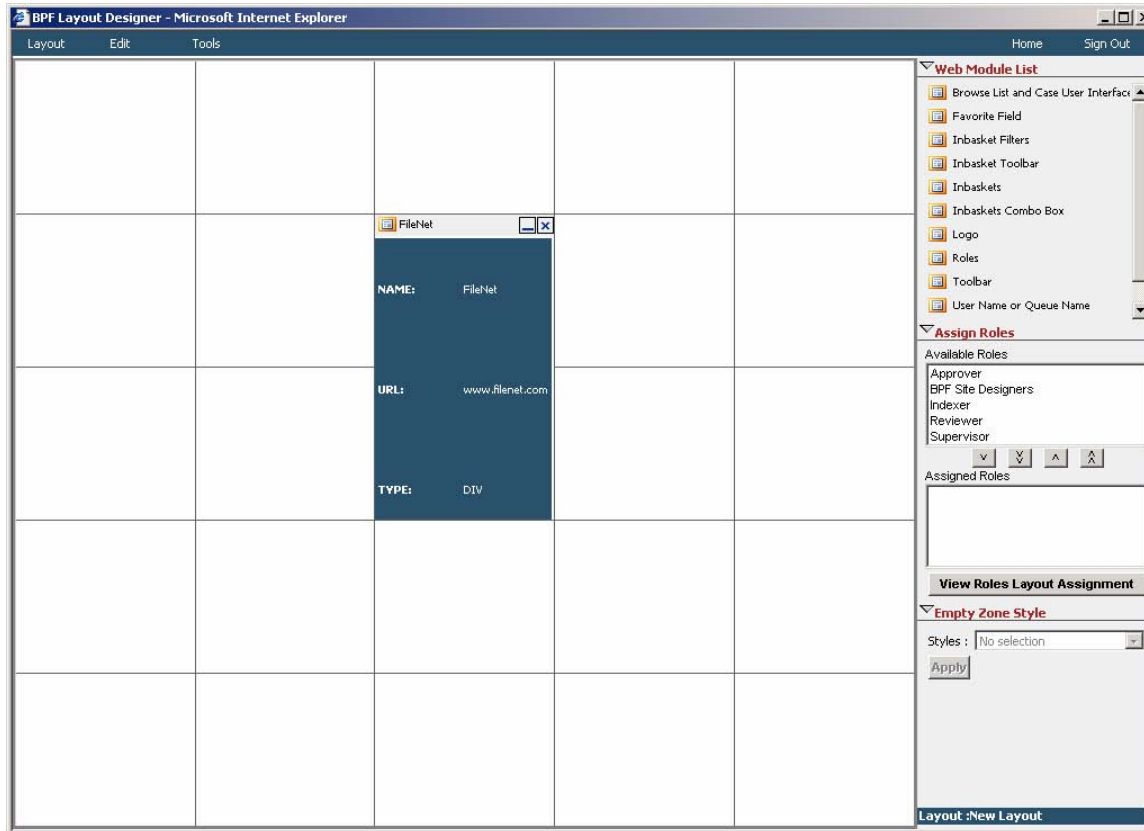 BPF Layout Designer - Microsoft Internet Explorer
Layout Edit Tools Home Sign Out
Web Module List
Browse List and Case User Interface
Favorite Field
Inbasket Filters
Inbasket Toolbar
Inbaskets
Inbaskets Combo Box
Logo
Roles
Toolbar
User Name or Queue Name
FileNet
NAME: FileNet
URL: www.filenet.com
TYPE: DIV
Assign Roles
Available Roles
Approver
BPF Site Designers
Indexer
Reviewer
Supervisor
Assigned Roles
View Roles Layout Assignment
Empty Zone Style
Styles : No selection
Apply
Layout :New Layout